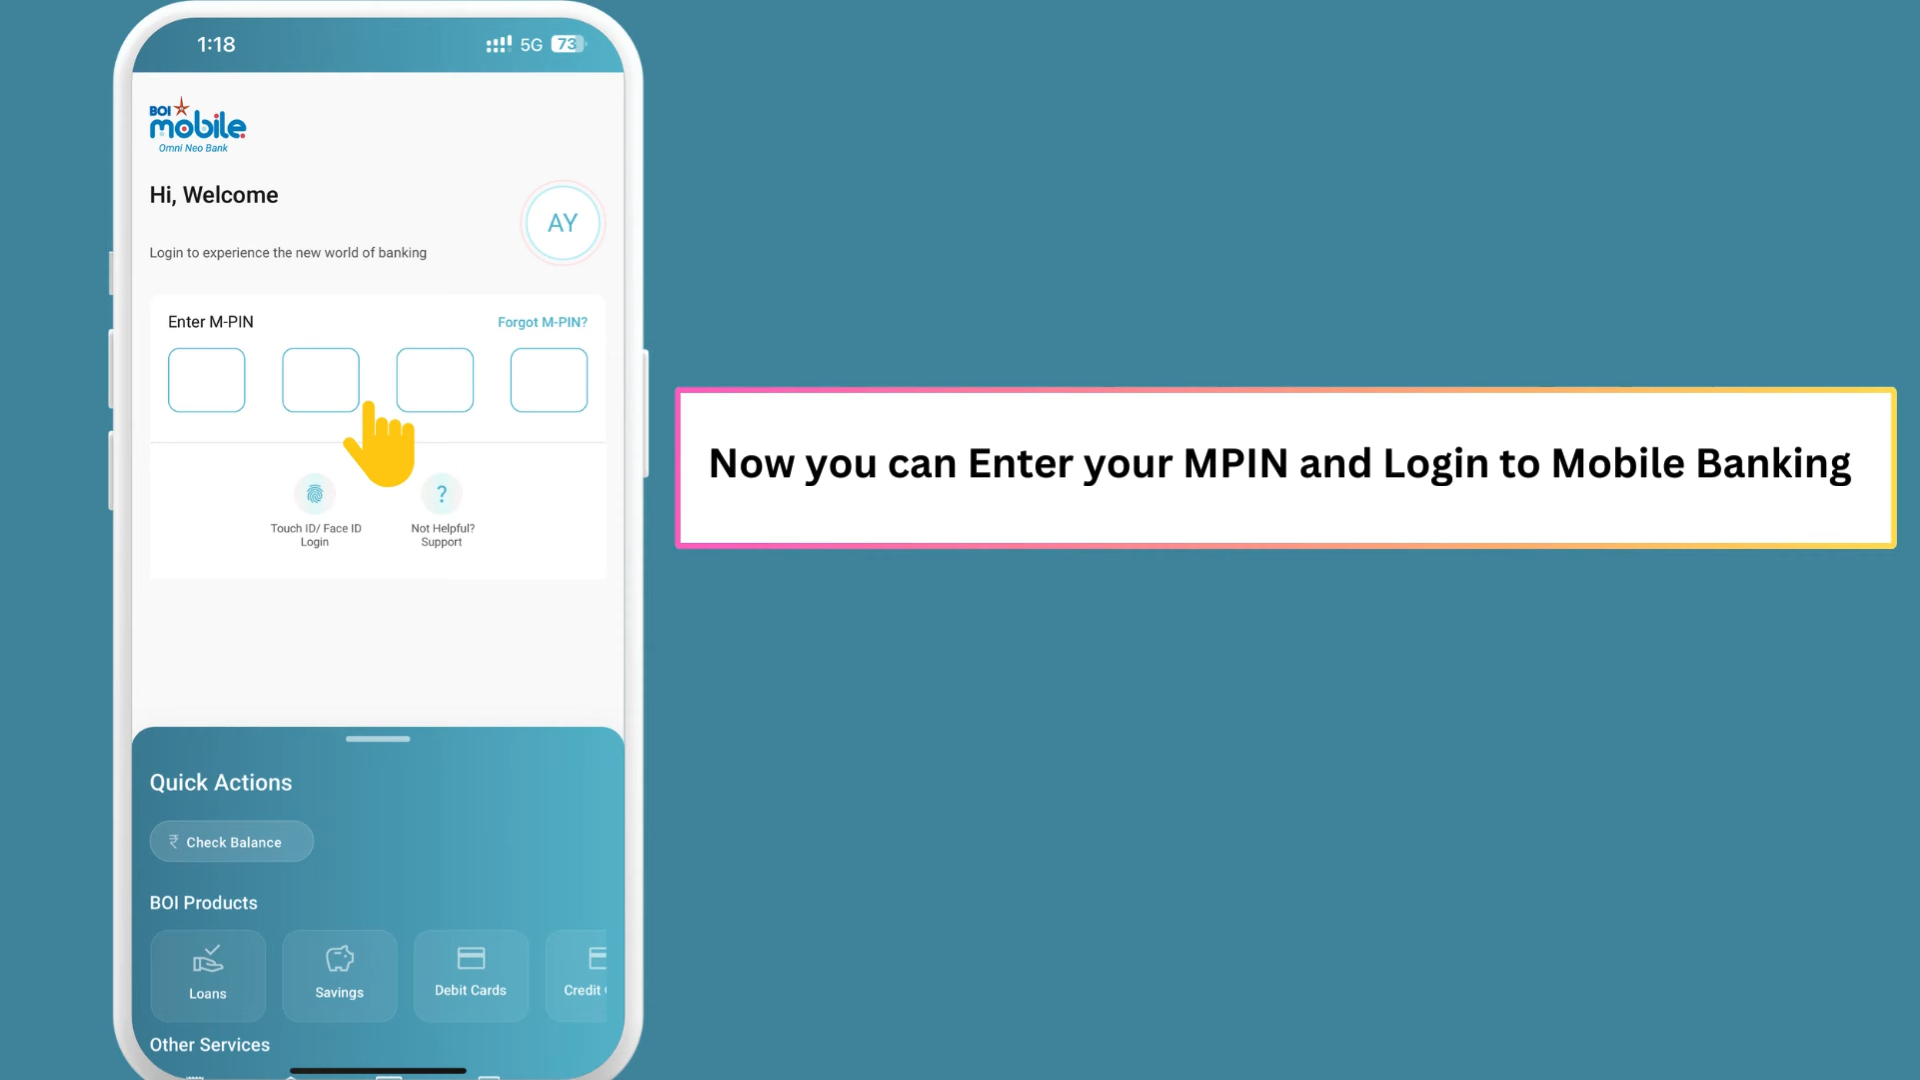 1:18
5G 73
BOI
mobile
Omni Neo Bank
Hi, Welcome
AY
Login to experience the new world of banking
Enter M-PIN
Forgot M-PIN?
Touch ID/ Face ID
Login
?
Not Helpful?
Support
Now you can Enter your MPIN and Login to Mobile Banking
Quick Actions
₹ Check Balance
BOI Products
Loans
Savings
Debit Cards
Credit
Other Services